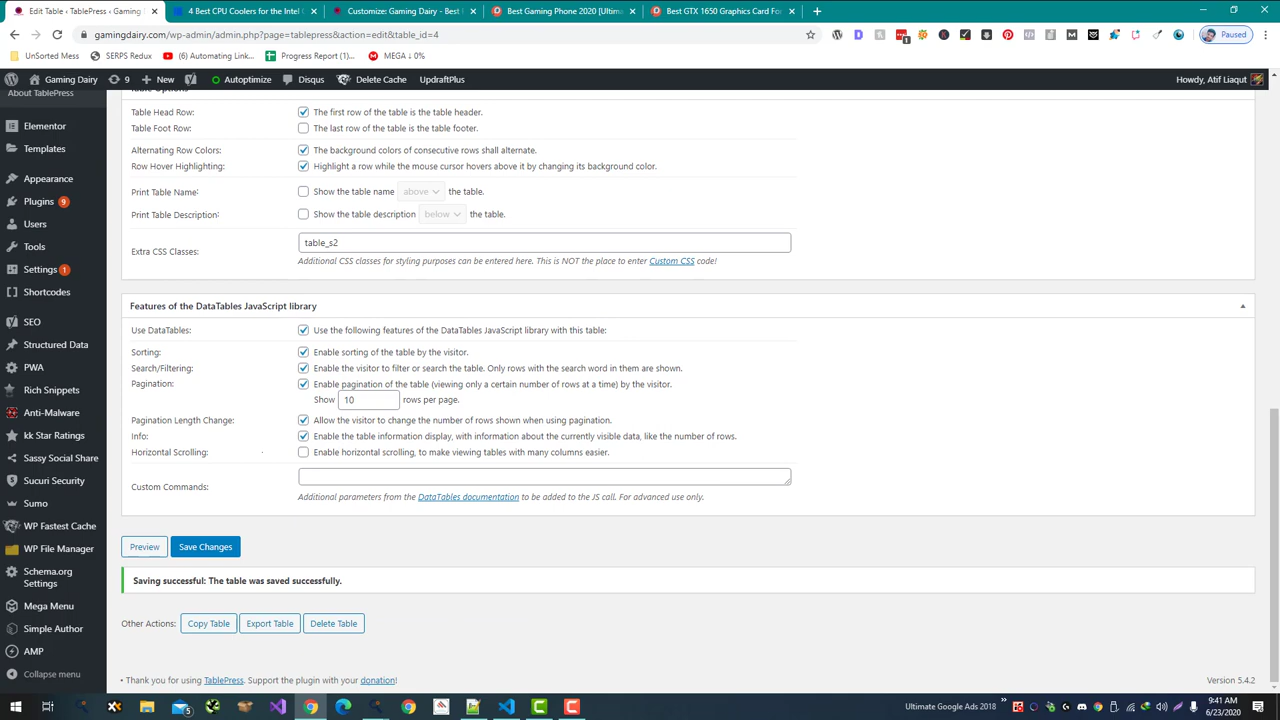 Edit Table ‹ TablePress ‹ Gaming
4 Best CPU Coolers for the Intel C
Customize: Gaming Dairy - Best G
Best Gaming Phone 2020 [Ultima
Best GTX 1650 Graphics Card Fo
gamingdairy.com/wp-admin/admin.php?page=tablepress&action=edit&table_id=4
Paused
UnSorted Mess
SERPS Redux
(6) Automating Link...
Progress Report (1)...
MEGA ↓ 0%
Gaming Dairy
9
New
Autoptimize
Disqus
Delete Cache
UpdraftPlus
Howdy, Atif Liaqut
About TablePress
Elementor
Templates
Appearance
Plugins 9
Users
Tools
Settings 1
Shortcodes
SEO
Structured Data
PWA
Rich Snippets
Anti-Malware
kk Star Ratings
Sassy Social Share
Sucuri Security
Sumo
WP Fastest Cache
WP File Manager
Schema.org
Settings
Mega Menu
Simple Author
AMP
Collapse menu
Table Options
Table Head Row: The first row of the table is the table header.
Table Foot Row: The last row of the table is the table footer.
Alternating Row Colors: The background colors of consecutive rows shall alternate.
Row Hover Highlighting: Highlight a row while the mouse cursor hovers above it by changing its background color.
Print Table Name: Show the table name above the table.
Print Table Description: Show the table description below the table.
table_s2
Extra CSS Classes:
Additional CSS classes for styling purposes can be entered here. This is NOT the place to enter Custom CSS code!
Features of the DataTables JavaScript library
Use DataTables: Use the following features of the DataTables JavaScript library with this table:
Sorting: Enable sorting of the table by the visitor.
Search/Filtering: Enable the visitor to filter or search the table. Only rows with the search word in them are shown.
Pagination: Enable pagination of the table (viewing only a certain number of rows at a time) by the visitor.
Show 10 rows per page.
Pagination Length Change: Allow the visitor to change the number of rows shown when using pagination.
Info: Enable the table information display, with information about the currently visible data, like the number of rows.
Horizontal Scrolling: Enable horizontal scrolling, to make viewing tables with many columns easier.
Custom Commands:
Additional parameters from the DataTables documentation to be added to the JS call. For advanced use only.
Preview
Save Changes
Saving successful: The table was saved successfully.
Other Actions: Copy Table Export Table Delete Table
• Thank you for using TablePress. Support the plugin with your donation!
Version 5.4.2
5
Ultimate Google Ads 2018
9:41 AM
6/23/2020